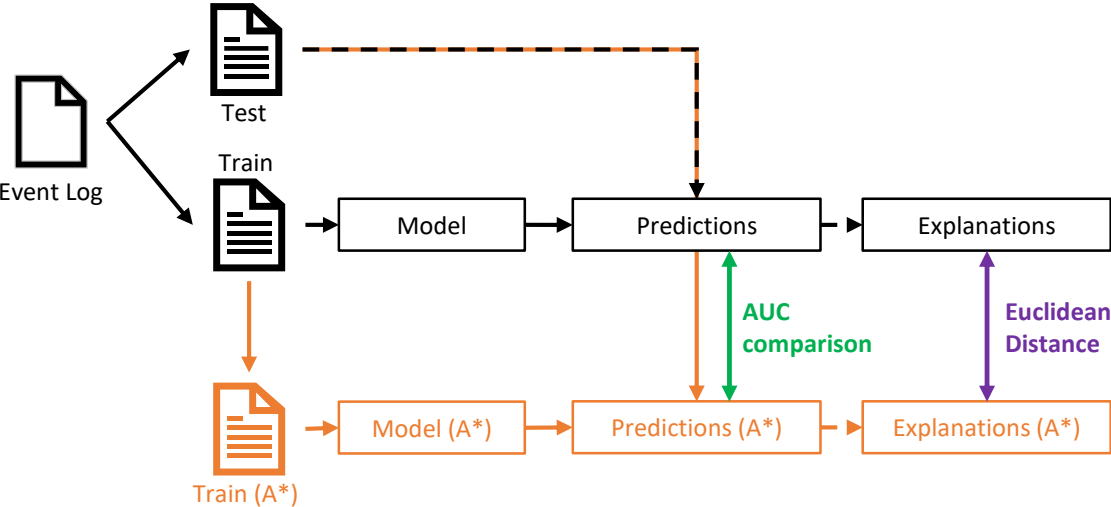 Test
Event Log
Train
Model
Predictions
Explanations
AUC
comparison
Euclidean
Distance
Model (A*)
Predictions (A*)
Explanations (A*)
Train (A*)